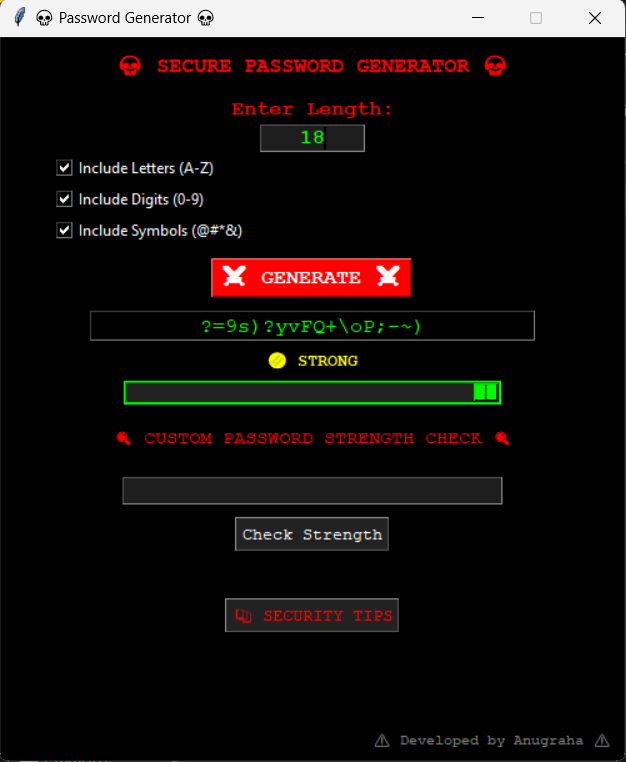 💀 Password Generator 💀
💀 SECURE PASSWORD GENERATOR 💀
Enter Length:
18
Include Letters (A-Z)
Include Digits (0-9)
Include Symbols (@#*&)
⚔ GENERATE ⚔
?=9s)?yvFQ+\oP;-~)
🟡 STRONG
🔍 CUSTOM PASSWORD STRENGTH CHECK 🔍
Check Strength
SECURITY TIPS
⚠ Developed by Anugraha ⚠